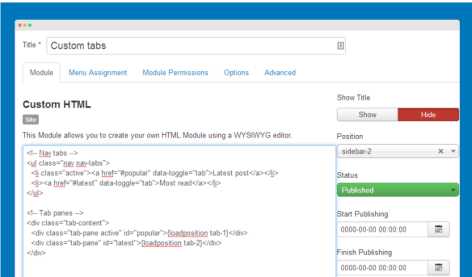 Title * Custom tabs
Module Menu Assignment Module Permissions Options Advanced
Custom HTML
Site
This Module allows you to create your own HTML Module using a WYSIWYG editor.
<!-- Nav tabs -->
<ul class="nav nav-tabs">
<li class="active"><a href="#popular" data-toggle="tab">Latest post</a></li>
<li><a href="#latest" data-toggle="tab">Most read</a></li>
</ul>
<!-- Tab panes -->
<div class="tab-content">
<div class="tab-pane active" id="popular">{loadposition tab-1}</div>
<div class="tab-pane" id="latest">{loadposition tab-2}</div>
</div>
Show Title
Show Hide
Position
sidebar-2
Status
Published
Start Publishing
0000-00-00 00:00:00
Finish Publishing
0000-00-00 00:00:00